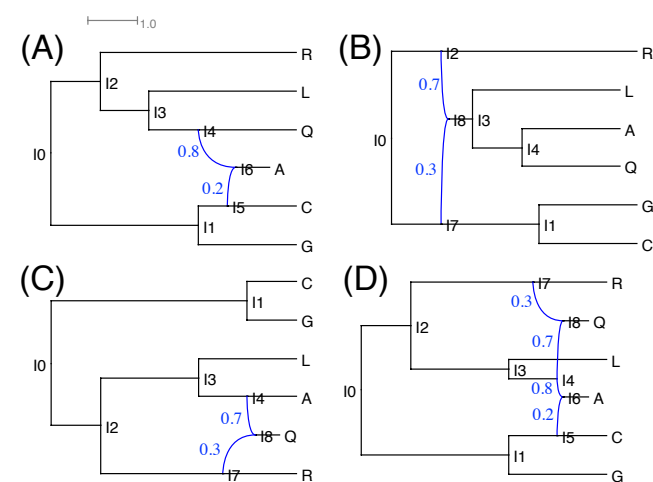 1.0
(A)
R
I2
L
I3
Q
I4
0.8
I0
I6
A
0.2
C
I5
I1
G
(B)
I2
R
0.7
L
I8
I3
A
I0
I4
0.3
Q
G
I7
I1
C
(C)
C
I1
G
I0
L
I3
A
I4
0.7
I2
I8
Q
0.3
I7
R
(D)
I7
R
0.3
I8
Q
I2
0.7
L
I3
I4
0.8
I0
I6
A
0.2
I5
C
I1
G